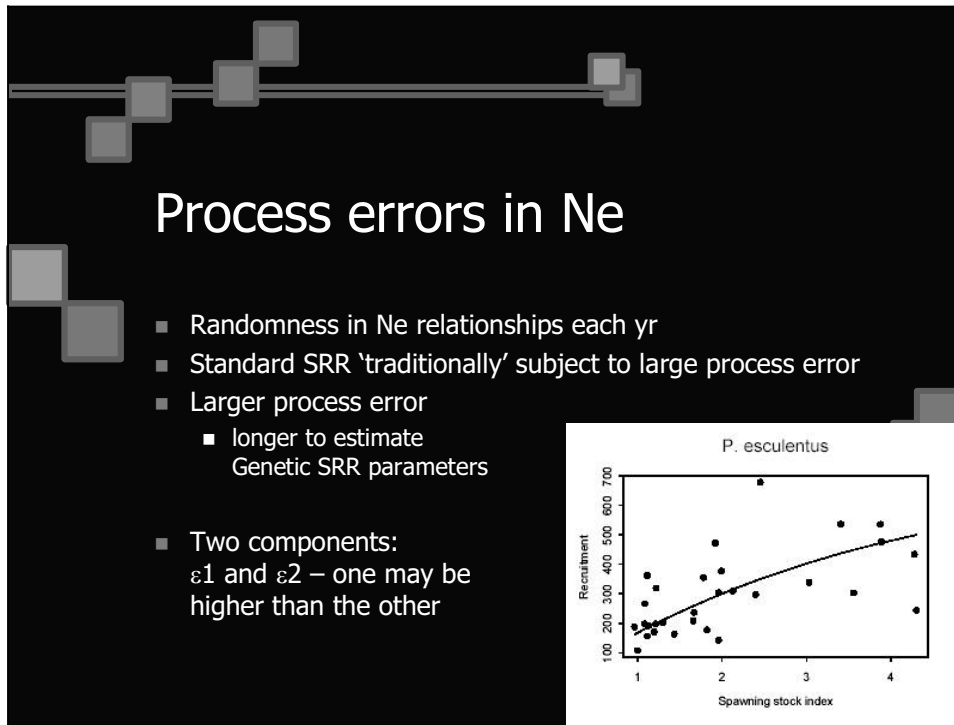 Process errors in Ne
Randomness in Ne relationships each yr
Standard SRR ‘traditionally’ subject to large process error
Larger process error
longer to estimate
Genetic SRR parameters
Two components:
ε1 and ε2 – one may be
higher than the other
P. esculentus
Recruitment
700
600
500
400
300
200
100
1 2 3 4
Spawning stock index